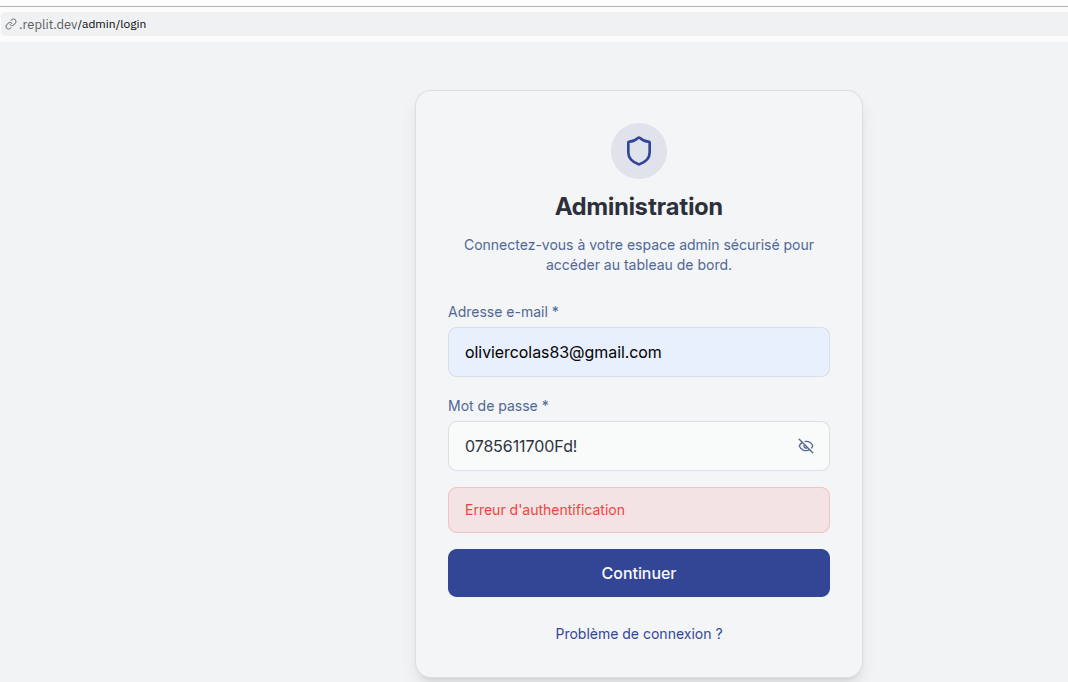 .replit.dev/admin/login
Administration
Connectez-vous à votre espace admin sécurisé pour
accéder au tableau de bord.
Adresse e-mail *
oliviercolas83@gmail.com
Mot de passe *
0785611700Fd!
Erreur d'authentification
Continuer
Problème de connexion ?